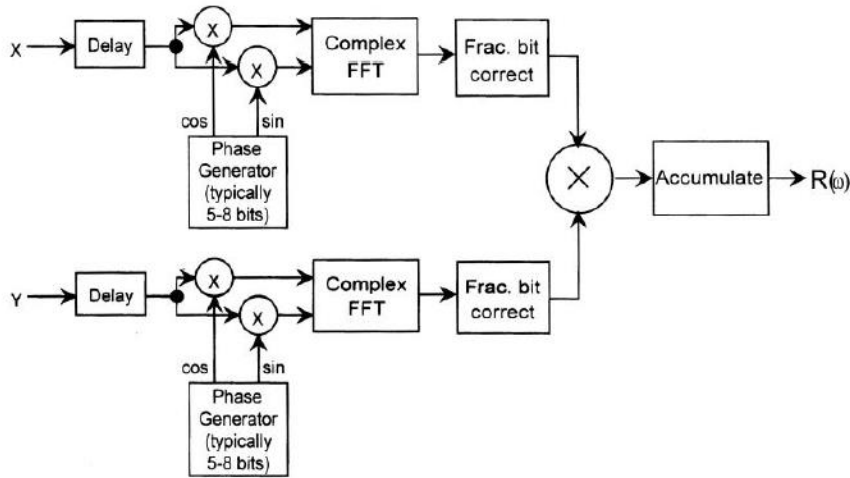 X
Delay
X
X
cos
sin
Phase
Generator
(typically
5-8 bits)
Complex
FFT
Frac. bit
correct
X
Accumulate
R(ω)
Y
Delay
X
X
cos
sin
Phase
Generator
(typically
5-8 bits)
Complex
FFT
Frac. bit
correct